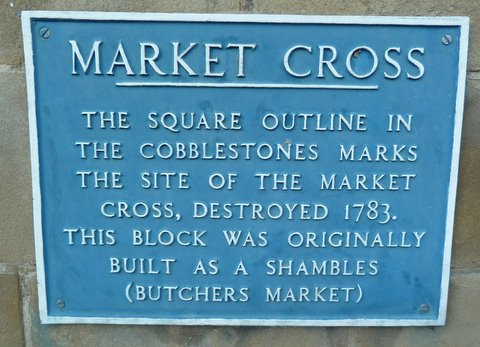 MARKET CROSS
THE SQUARE OUTLINE IN
THE COBBLESTONES MARKS
THE SITE OF THE MARKET
CROSS, DESTROYED 1783.
THIS BLOCK WAS ORIGINALLY
BUILT AS A SHAMBLES
(BUTCHERS MARKET)